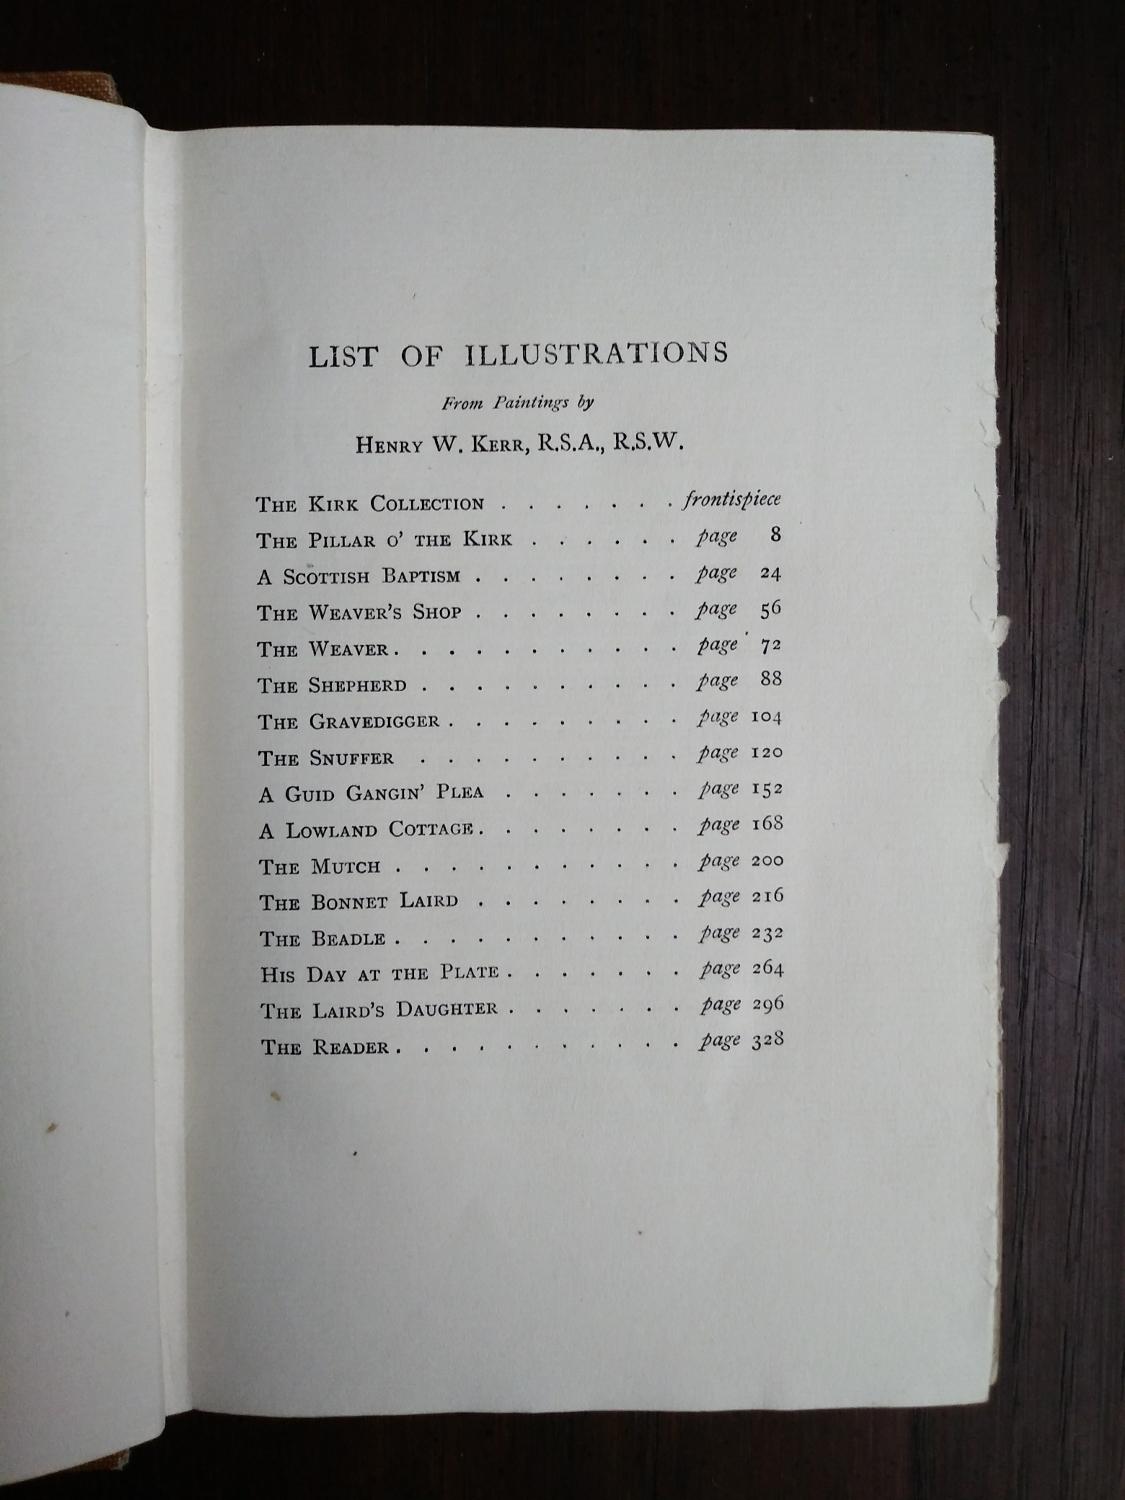 LIST OF ILLUSTRATIONS
From Paintings by
HENRY W. KERR, R.S.A., R.S.W.
THE KIRK COLLECTION . . . . . . . frontispiece
THE PILLAR O' THE KIRK . . . . . . page 8
A SCOTTISH BAPTISM . . . . . . . . page 24
THE WEAVER'S SHOP . . . . . . . . page 56
THE WEAVER . . . . . . . . . . . page 72
THE SHEPHERD . . . . . . . . . . page 88
THE GRAVEDIGGER . . . . . . . . . page 104
THE SNUFFER . . . . . . . . . . page 120
A GUID GANGIN' PLEA . . . . . . . page 152
A LOWLAND COTTAGE . . . . . . . . page 168
THE MUTCH . . . . . . . . . . . page 200
THE BONNET LAIRD . . . . . . . . page 216
THE BEADLE . . . . . . . . . . . page 232
HIS DAY AT THE PLATE . . . . . . . page 264
THE LAIRD'S DAUGHTER . . . . . . . page 296
THE READER . . . . . . . . . . . page 328